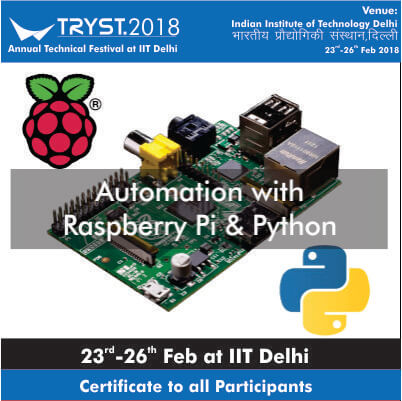 TRYST.2018
Annual Technical Festival at IIT Delhi
Venue:
Indian Institute of Technology Delhi
भारतीय प्रौद्योगिकी संस्थान,दिल्ली
23rd-26th Feb 2018
®
Automation with
Raspberry Pi & Python
23rd-26th Feb at IIT Delhi
Certificate to all Participants